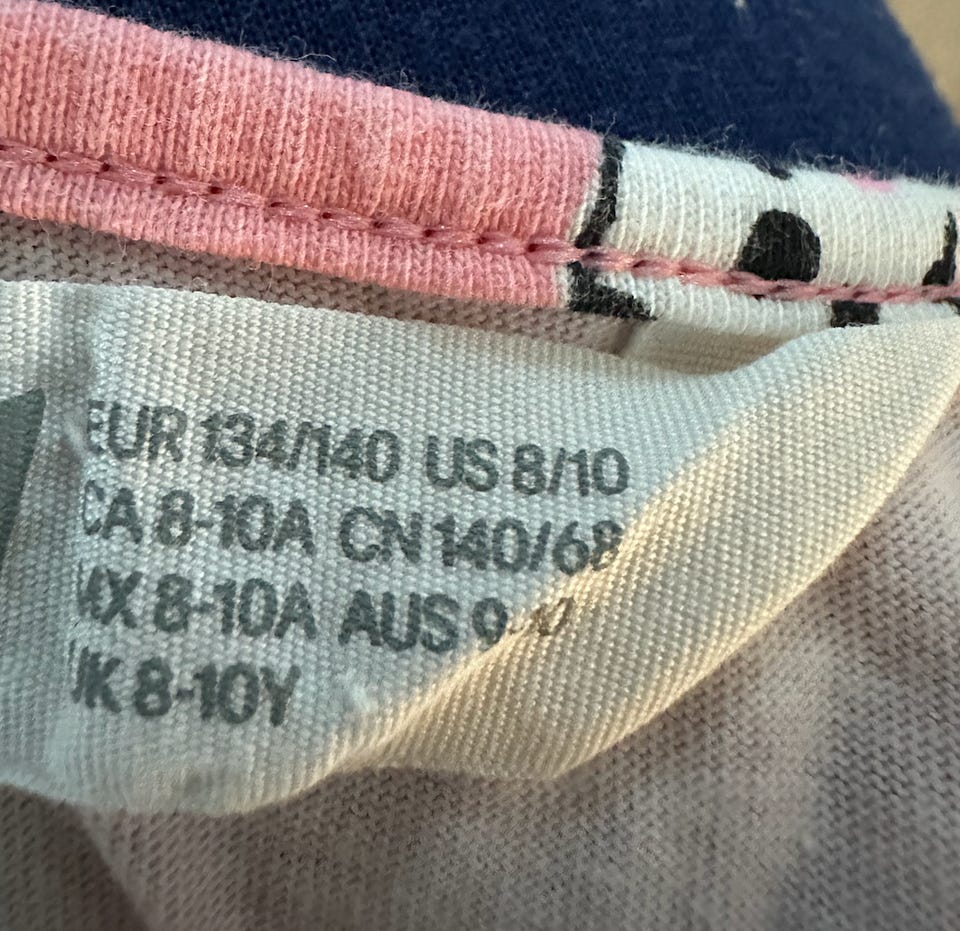 EUR 134/140 US 8/10
CA 8-10A CN 140/68
MX 8-10A AUS
UK 8-10Y